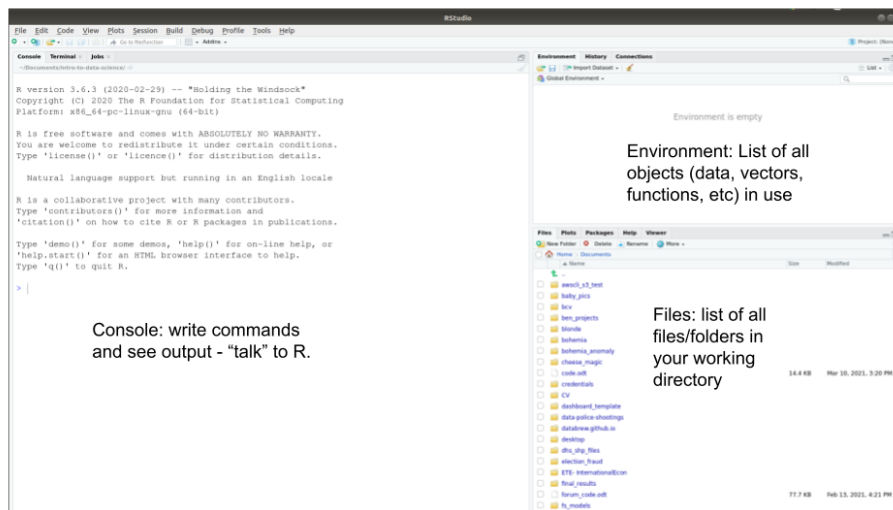 RStudio
File Edit Code View Plots Session Build Debug Profile Tools Help
Go to file/function
Addins
Project: (None)
Console Terminal Jobs
~/Documents/intro-to-data-science/
R version 3.6.3 (2020-02-29) -- "Holding the Windsock"
Copyright (C) 2020 The R Foundation for Statistical Computing
Platform: x86_64-pc-linux-gnu (64-bit)
R is free software and comes with ABSOLUTELY NO WARRANTY.
You are welcome to redistribute it under certain conditions.
Type 'license()' or 'licence()' for distribution details.
Natural language support but running in an English locale
R is a collaborative project with many contributors.
Type 'contributors()' for more information and
'citation()' on how to cite R or R packages in publications.
Type 'demo()' for some demos, 'help()' for on-line help, or
'help.start()' for an HTML browser interface to help.
Type 'q()' to quit R.
>
Console: write commands
and see output - “talk” to R.
Environment History Connections
Import Dataset
List
Global Environment
Environment is empty
Environment: List of all
objects (data, vectors,
functions, etc) in use
Files Plots Packages Help Viewer
New Folder Delete Rename More
Home Documents
Name Size Modified
..
awscli_s3_test
baby_pics
bcv
ben_projects
blonde
bohemia
bohemia_anomaly
cheese_magic
code.odt 14.4 KB Mar 10, 2021, 3:20 PM
credentials
CV
dashboard_template
data-police-shootings
databrew.github.io
desktop
dhs_shp_files
election_fraud
ETE- InternationalEcon
final_results
forum_code.odt 77.7 KB Feb 13, 2021, 4:21 PM
fs_models
Files: list of all
files/folders in
your working
directory